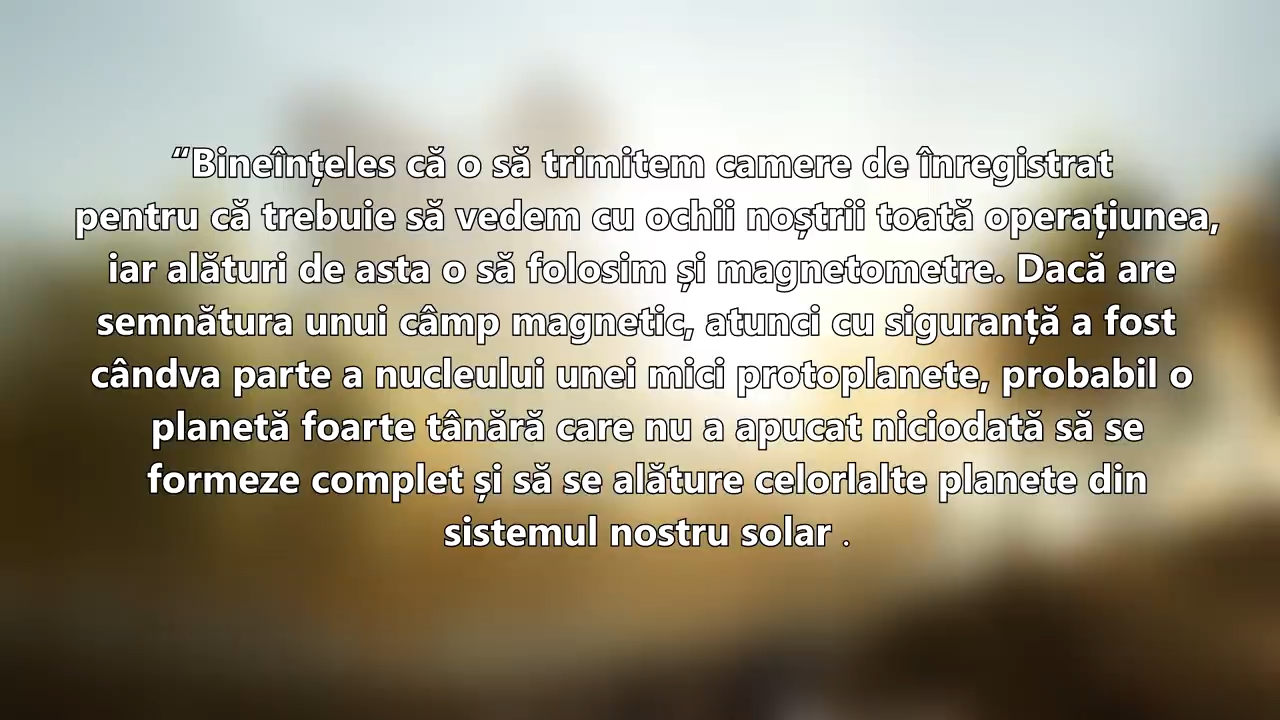 “Bineînțeles că o să trimitem camere de înregistrat
pentru că trebuie să vedem cu ochii noștrii toată operațiunea,
iar alături de asta o să folosim și magnetometre. Dacă are
semnătura unui câmp magnetic, atunci cu siguranță a fost
cândva parte a nucleului unei mici protoplanete, probabil o
planetă foarte tânără care nu a apucat niciodată să se
formeze complet și să se alăture celorlalte planete din
sistemul nostru solar .